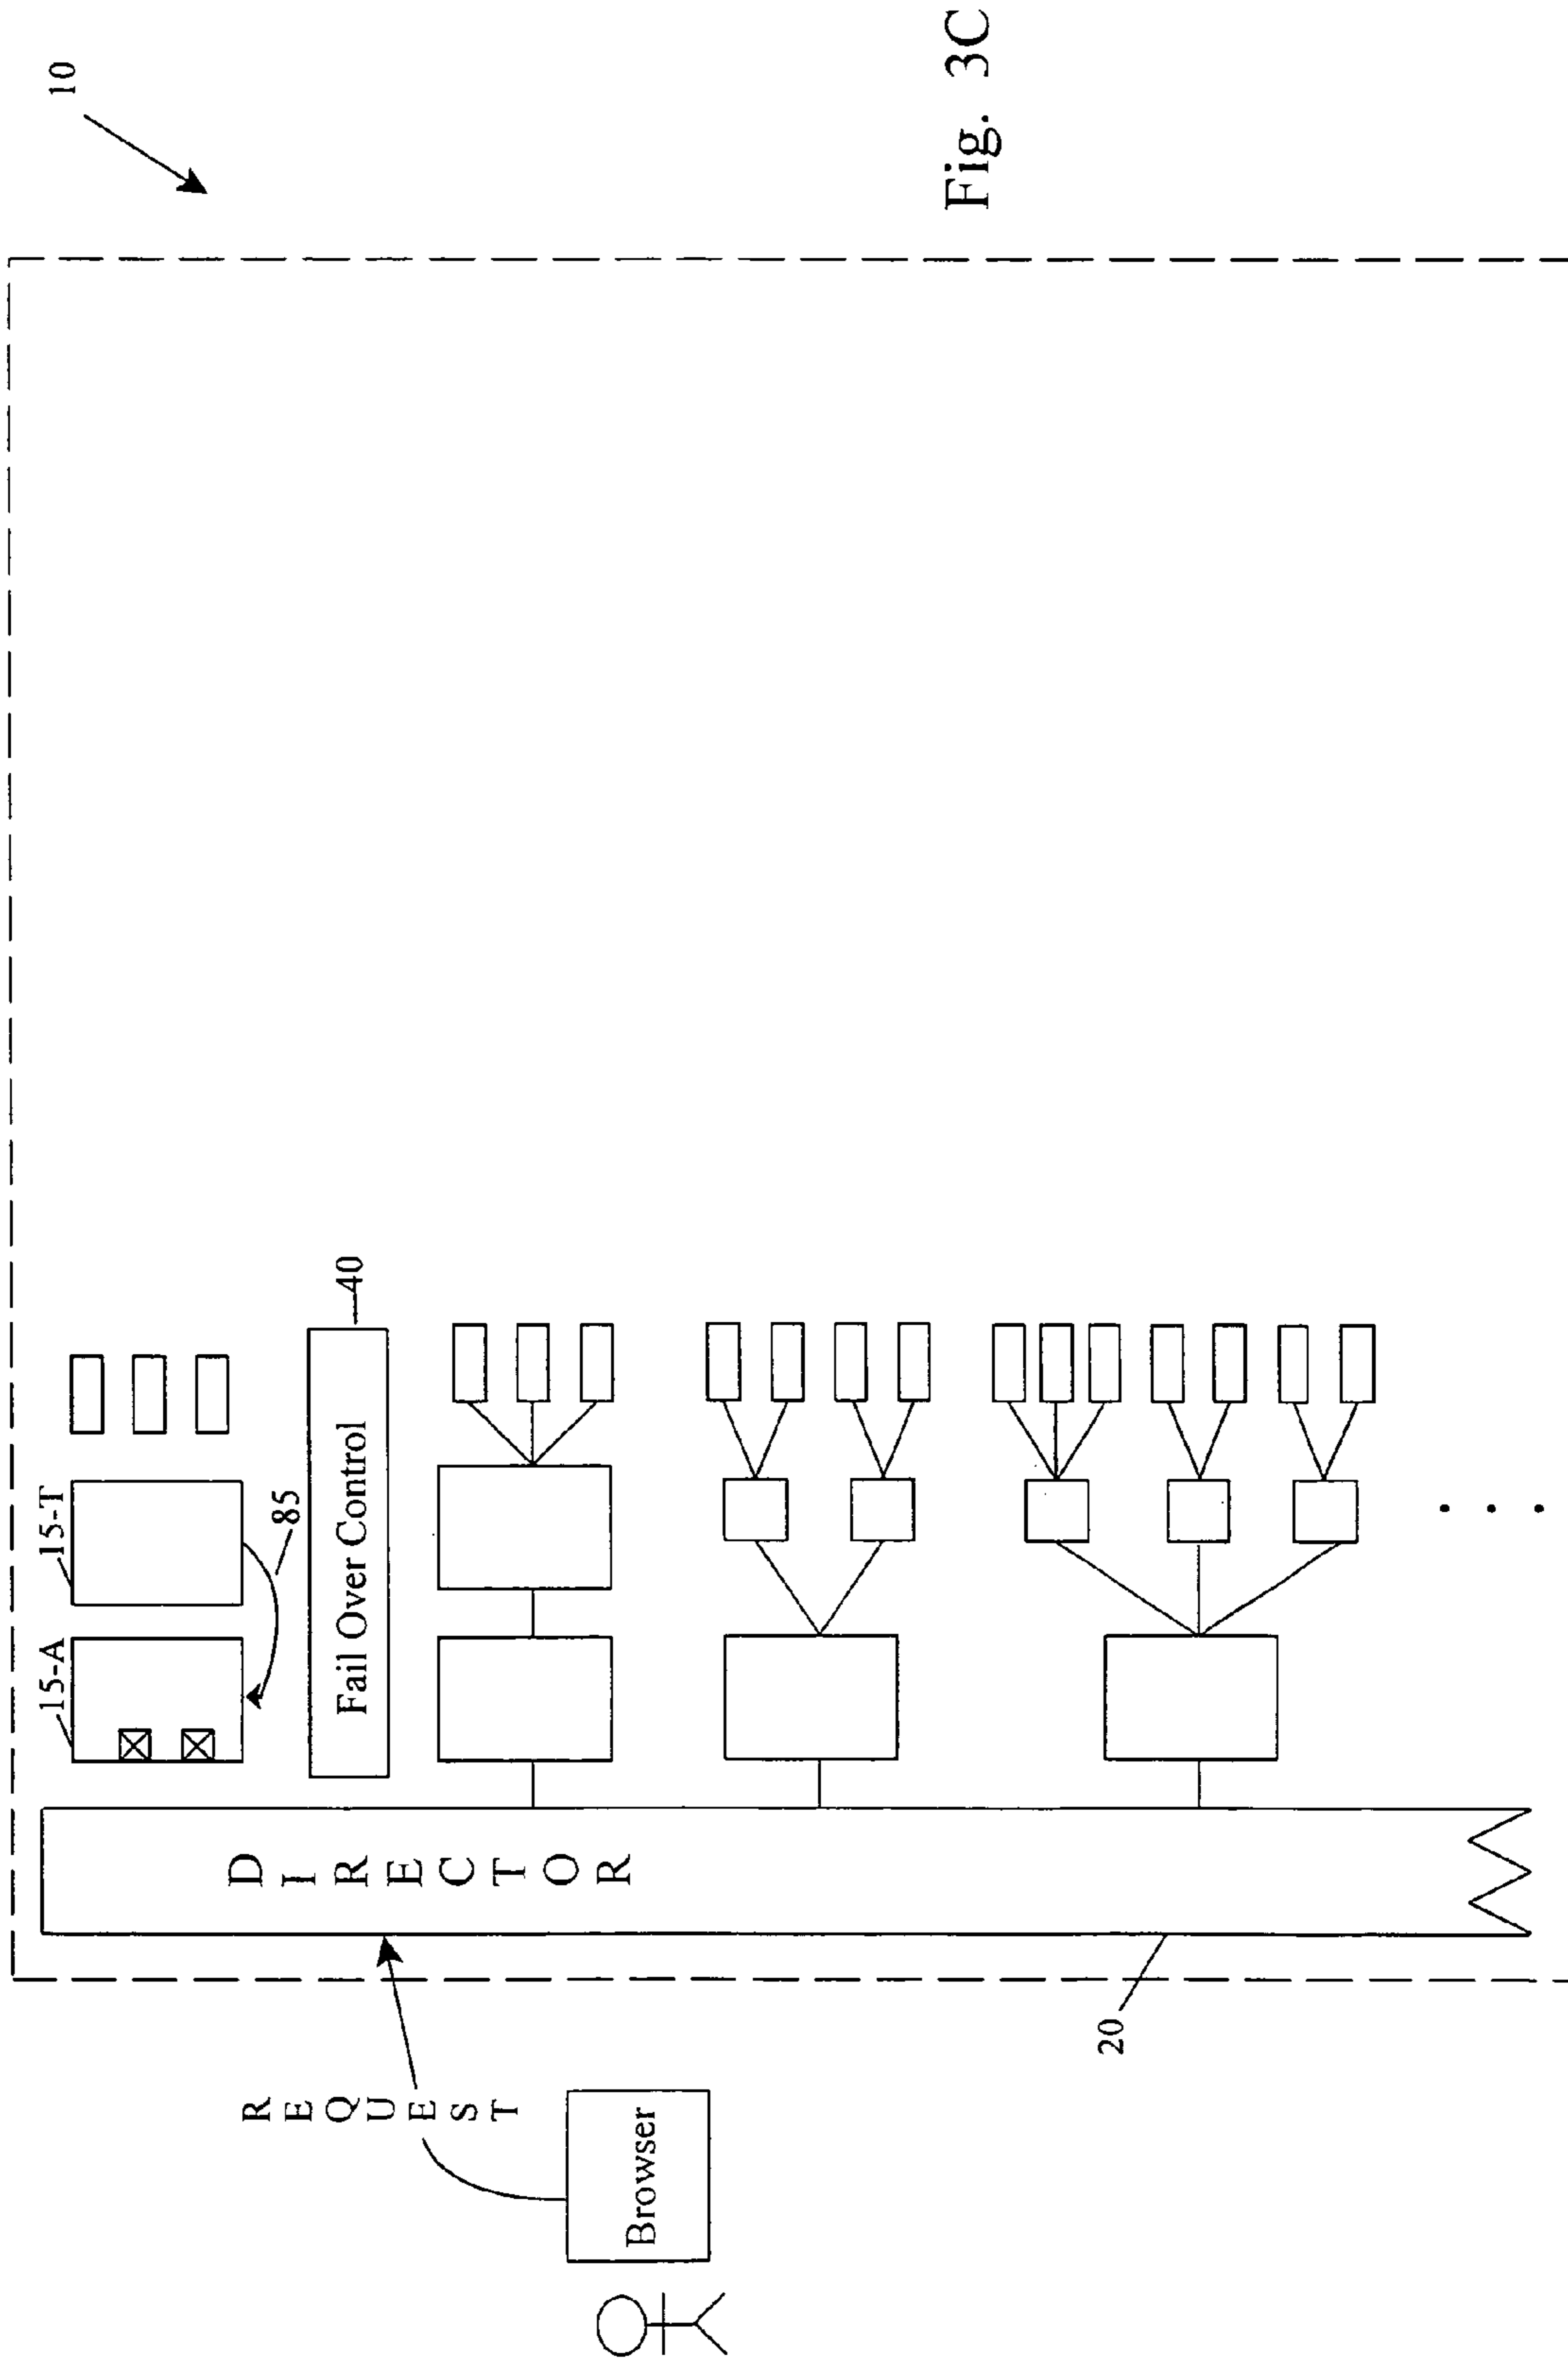 10
15-A
15-T
85
Fail Over Control
40
DIRECTOR
REQUEST
Browser
20
Fig. 3C